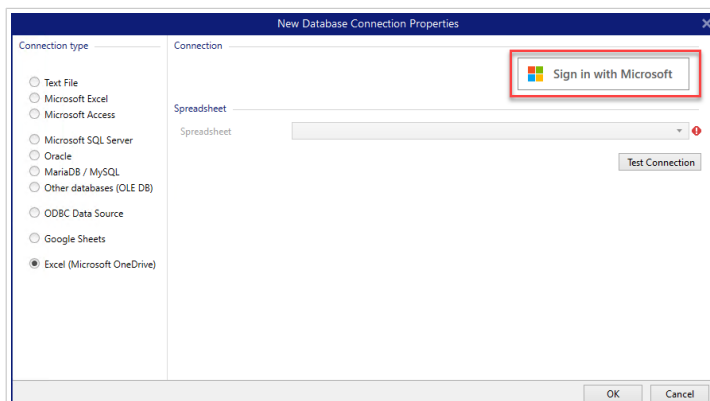 New Database Connection Properties
Connection type
Text File
Microsoft Excel
Microsoft Access
Microsoft SQL Server
Oracle
MariaDB / MySQL
Other databases (OLE DB)
ODBC Data Source
Google Sheets
Excel (Microsoft OneDrive)
Connection
Sign in with Microsoft
Spreadsheet
Spreadsheet
Test Connection
OK
Cancel